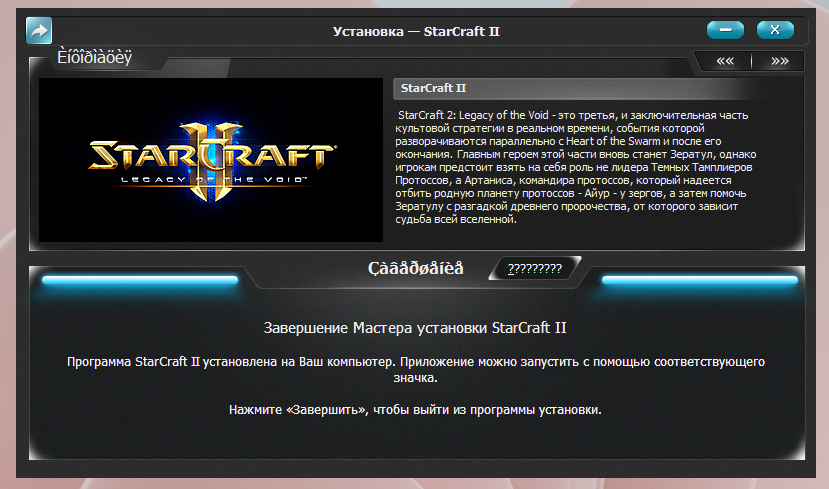 Установка — StarCraft II
Èíôîðìàöèÿ
«« »»
STARCRAFT
II
LEGACY OF THE VOID™
StarCraft II
StarCraft 2: Legacy of the Void - это третья, и заключительная часть
культовой стратегии в реальном времени, события которой
разворачиваются параллельно с Heart of the Swarm и после его
окончания. Главным героем этой части вновь станет Зератул, однако
игрокам предстоит взять на себя роль не лидера Темных Тамплиеров
Протоссов, а Артаниса, командира протоссов, который надеется
отбить родную планету протоссов - Айур - у зергов, а затем помочь
Зератулу с разгадкой древнего пророчества, от которого зависит
судьба всей вселенной.
Çàâåðøåíèå
??????????
Завершение Мастера установки StarCraft II
Программа StarCraft II установлена на Ваш компьютер. Приложение можно запустить с помощью соответствующего
значка.
Нажмите «Завершить», чтобы выйти из программы установки.